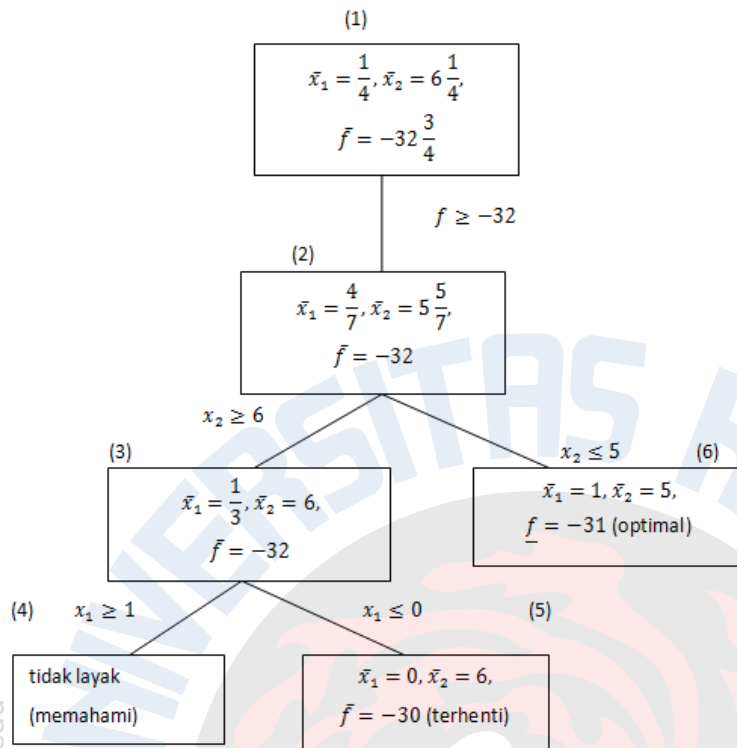 (1)
x̄₁ = 1/4, x̄₂ = 6 1/4,
f̄ = −32 3/4
f ≥ −32
(2)
x̄₁ = 4/7, x̄₂ = 5 5/7,
f̄ = −32
x₂ ≥ 6
x₂ ≤ 5 (6)
(3)
x̄₁ = 1/3, x̄₂ = 6,
f̄ = −32
x̄₁ = 1, x̄₂ = 5,
f̲ = −31 (optimal)
(4) x₁ ≥ 1
x₁ ≤ 0 (5)
tidak layak
(memahami)
x̄₁ = 0, x̄₂ = 6,
f̄ = −30 (terhenti)
NIVERSITAS